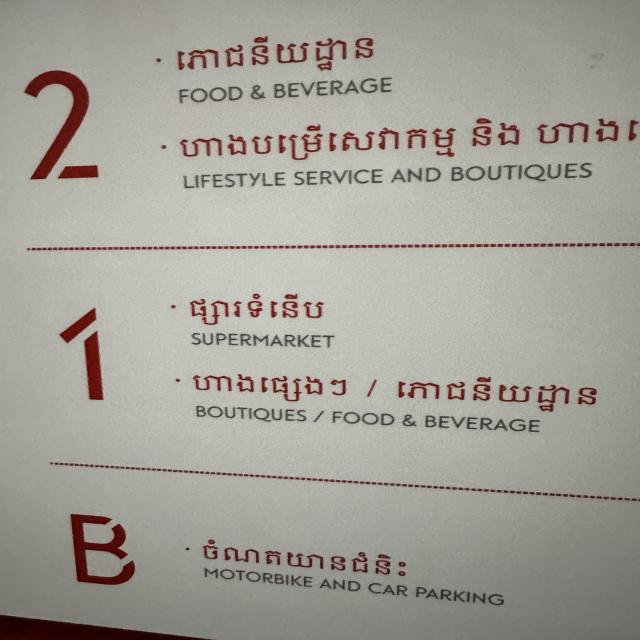 2
· ភោជនីយដ្ឋាន
FOOD & BEVERAGE
· ហាងបម្រើសេវាកម្ម និង ហាង
LIFESTYLE SERVICE AND BOUTIQUES
1
· ផ្សារទំនើប
SUPERMARKET
· ហាងផ្សេងៗ / ភោជនីយដ្ឋាន
BOUTIQUES / FOOD & BEVERAGE
B
· ចំណតយានជំនិះ
MOTORBIKE AND CAR PARKING